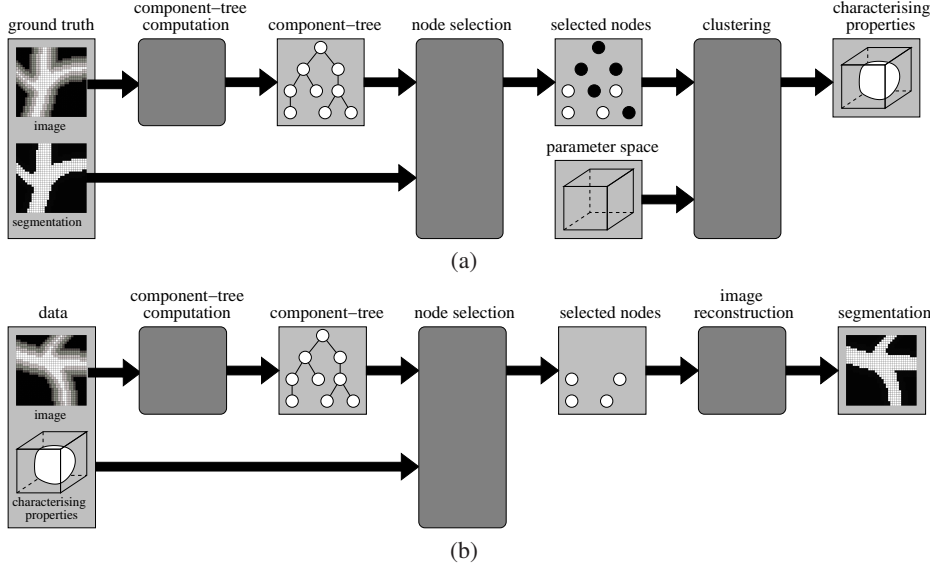 component−tree
characterising
ground truth
computation
component−tree
node selection
selected nodes
clustering
properties
image
parameter space
segmentation
(a)
component−tree
image
data
computation
component−tree
node selection
selected nodes
reconstruction
segmentation
image
characterising
properties
(b)